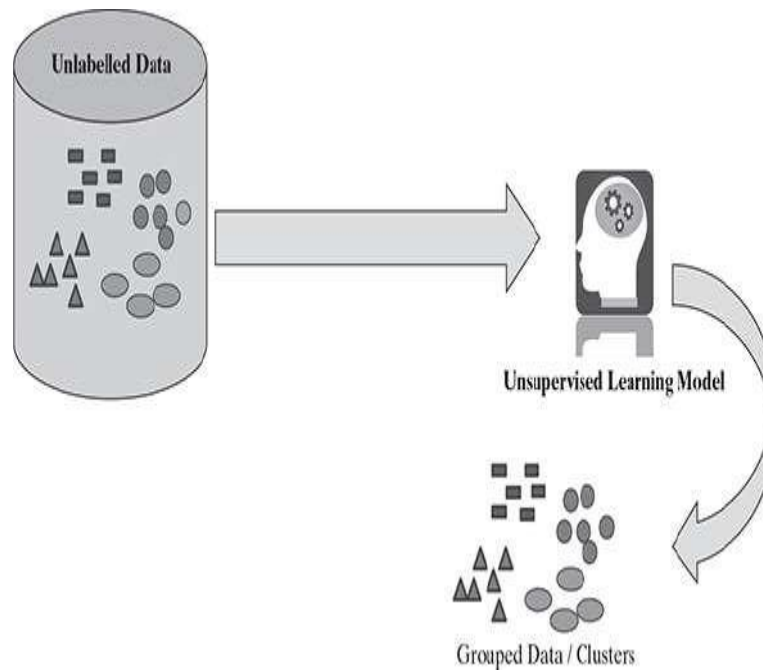 Unlabelled Data
Unsupervised Learning Model
Grouped Data / Clusters